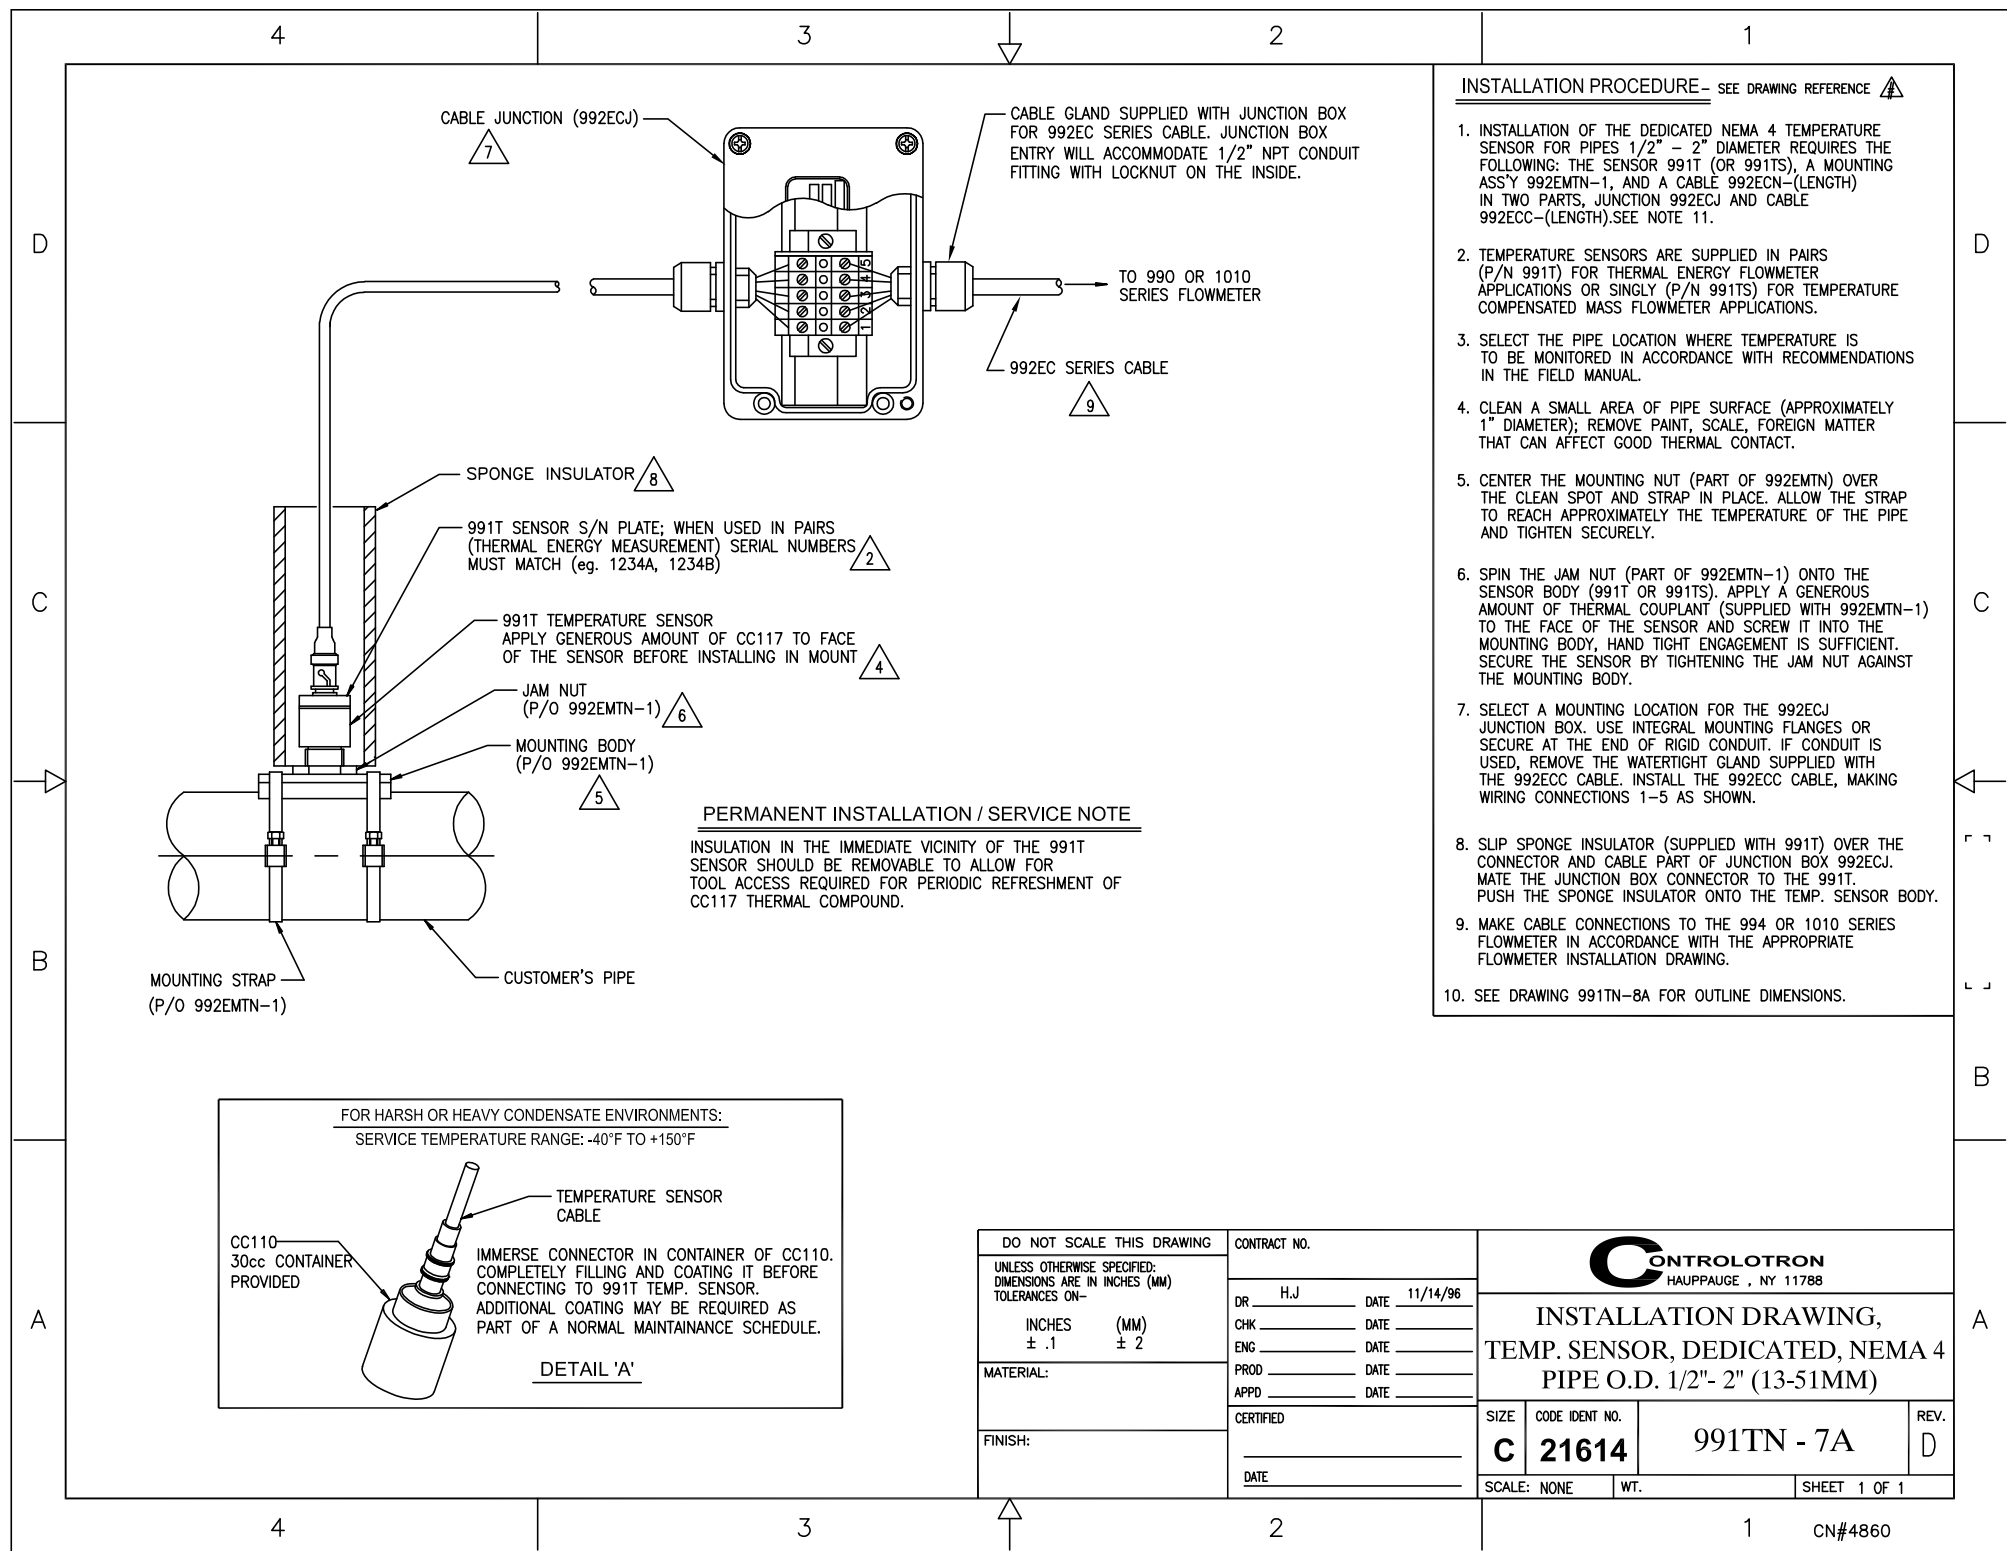 4
3
2
1
D
C
B
A
D
C
B
A
CABLE JUNCTION (992ECJ)
7
CABLE GLAND SUPPLIED WITH JUNCTION BOX
FOR 992EC SERIES CABLE. JUNCTION BOX
ENTRY WILL ACCOMMODATE 1/2" NPT CONDUIT
FITTING WITH LOCKNUT ON THE INSIDE.
5
4
3
2
1
TO 990 OR 1010
SERIES FLOWMETER
992EC SERIES CABLE
9
SPONGE INSULATOR
8
991T SENSOR S/N PLATE; WHEN USED IN PAIRS
(THERMAL ENERGY MEASUREMENT) SERIAL NUMBERS
MUST MATCH (eg. 1234A, 1234B)
2
991T TEMPERATURE SENSOR
APPLY GENEROUS AMOUNT OF CC117 TO FACE
OF THE SENSOR BEFORE INSTALLING IN MOUNT
4
JAM NUT
(P/O 992EMTN-1)
6
MOUNTING BODY
(P/O 992EMTN-1)
5
MOUNTING STRAP
(P/O 992EMTN-1)
CUSTOMER'S PIPE
PERMANENT INSTALLATION / SERVICE NOTE
INSULATION IN THE IMMEDIATE VICINITY OF THE 991T
SENSOR SHOULD BE REMOVABLE TO ALLOW FOR
TOOL ACCESS REQUIRED FOR PERIODIC REFRESHMENT OF
CC117 THERMAL COMPOUND.
INSTALLATION PROCEDURE- SEE DRAWING REFERENCE #
1. INSTALLATION OF THE DEDICATED NEMA 4 TEMPERATURE
SENSOR FOR PIPES 1/2" - 2" DIAMETER REQUIRES THE
FOLLOWING: THE SENSOR 991T (OR 991TS), A MOUNTING
ASS'Y 992EMTN-1, AND A CABLE 992ECN-(LENGTH)
IN TWO PARTS, JUNCTION 992ECJ AND CABLE
992ECC-(LENGTH).SEE NOTE 11.
2. TEMPERATURE SENSORS ARE SUPPLIED IN PAIRS
(P/N 991T) FOR THERMAL ENERGY FLOWMETER
APPLICATIONS OR SINGLY (P/N 991TS) FOR TEMPERATURE
COMPENSATED MASS FLOWMETER APPLICATIONS.
3. SELECT THE PIPE LOCATION WHERE TEMPERATURE IS
TO BE MONITORED IN ACCORDANCE WITH RECOMMENDATIONS
IN THE FIELD MANUAL.
4. CLEAN A SMALL AREA OF PIPE SURFACE (APPROXIMATELY
1" DIAMETER); REMOVE PAINT, SCALE, FOREIGN MATTER
THAT CAN AFFECT GOOD THERMAL CONTACT.
5. CENTER THE MOUNTING NUT (PART OF 992EMTN) OVER
THE CLEAN SPOT AND STRAP IN PLACE. ALLOW THE STRAP
TO REACH APPROXIMATELY THE TEMPERATURE OF THE PIPE
AND TIGHTEN SECURELY.
6. SPIN THE JAM NUT (PART OF 992EMTN-1) ONTO THE
SENSOR BODY (991T OR 991TS). APPLY A GENEROUS
AMOUNT OF THERMAL COUPLANT (SUPPLIED WITH 992EMTN-1)
TO THE FACE OF THE SENSOR AND SCREW IT INTO THE
MOUNTING BODY, HAND TIGHT ENGAGEMENT IS SUFFICIENT.
SECURE THE SENSOR BY TIGHTENING THE JAM NUT AGAINST
THE MOUNTING BODY.
7. SELECT A MOUNTING LOCATION FOR THE 992ECJ
JUNCTION BOX. USE INTEGRAL MOUNTING FLANGES OR
SECURE AT THE END OF RIGID CONDUIT. IF CONDUIT IS
USED, REMOVE THE WATERTIGHT GLAND SUPPLIED WITH
THE 992ECC CABLE. INSTALL THE 992ECC CABLE, MAKING
WIRING CONNECTIONS 1-5 AS SHOWN.
8. SLIP SPONGE INSULATOR (SUPPLIED WITH 991T) OVER THE
CONNECTOR AND CABLE PART OF JUNCTION BOX 992ECJ.
MATE THE JUNCTION BOX CONNECTOR TO THE 991T.
PUSH THE SPONGE INSULATOR ONTO THE TEMP. SENSOR BODY.
9. MAKE CABLE CONNECTIONS TO THE 994 OR 1010 SERIES
FLOWMETER IN ACCORDANCE WITH THE APPROPRIATE
FLOWMETER INSTALLATION DRAWING.
10. SEE DRAWING 991TN-8A FOR OUTLINE DIMENSIONS.
FOR HARSH OR HEAVY CONDENSATE ENVIRONMENTS:
SERVICE TEMPERATURE RANGE: -40°F TO +150°F
TEMPERATURE SENSOR
CABLE
CC110
30cc CONTAINER
PROVIDED
IMMERSE CONNECTOR IN CONTAINER OF CC110.
COMPLETELY FILLING AND COATING IT BEFORE
CONNECTING TO 991T TEMP. SENSOR.
ADDITIONAL COATING MAY BE REQUIRED AS
PART OF A NORMAL MAINTAINANCE SCHEDULE.
DETAIL 'A'
DO NOT SCALE THIS DRAWING
UNLESS OTHERWISE SPECIFIED:
DIMENSIONS ARE IN INCHES (MM)
TOLERANCES ON-
INCHES (MM)
± .1 ± 2
MATERIAL:
FINISH:
CONTRACT NO.
DR H.J DATE 11/14/96
CHK DATE
ENG DATE
PROD DATE
APPD DATE
CERTIFIED
DATE
CONTROLOTRON
HAUPPAUGE , NY 11788
INSTALLATION DRAWING,
TEMP. SENSOR, DEDICATED, NEMA 4
PIPE O.D. 1/2"- 2" (13-51MM)
SIZE
C
CODE IDENT NO.
21614
991TN - 7A
REV.
D
SCALE: NONE
WT.
SHEET 1 OF 1
4
3
2
1
CN#4860